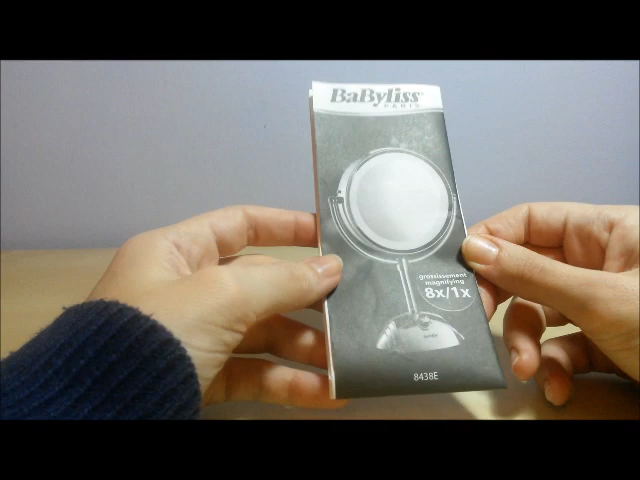 BaByliss
PARIS
grossissement
magnifying
8x/1x
8438E